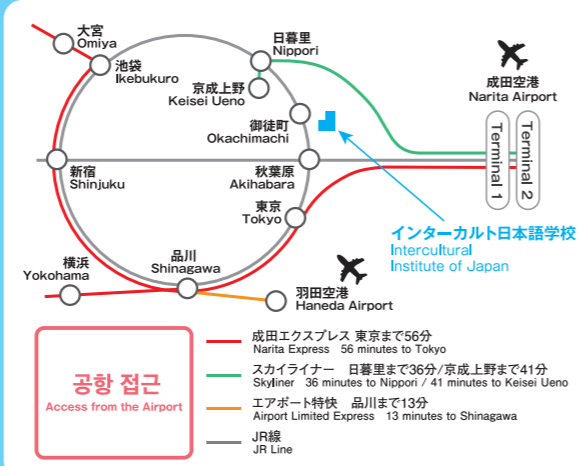 大宮
Omiya
池袋
Ikebukuro
日暮里
Nippori
京成上野
Keisei Ueno
御徒町
Okachimachi
成田空港
Narita Airport
Terminal 1
Terminal 2
新宿
Shinjuku
秋葉原
Akihabara
東京
Tokyo
インターカルト日本語学校
Intercultural
Institute of Japan
品川
Shinagawa
横浜
Yokohama
羽田空港
Haneda Airport
공항 접근
Access from the Airport
成田エクスプレス 東京まで56分
Narita Express 56 minutes to Tokyo
スカイライナー 日暮里まで36分/京成上野まで41分
Skyliner 36 minutes to Nippori / 41 minutes to Keisei Ueno
エアポート特快 品川まで13分
Airport Limited Express 13 minutes to Shinagawa
JR線
JR Line